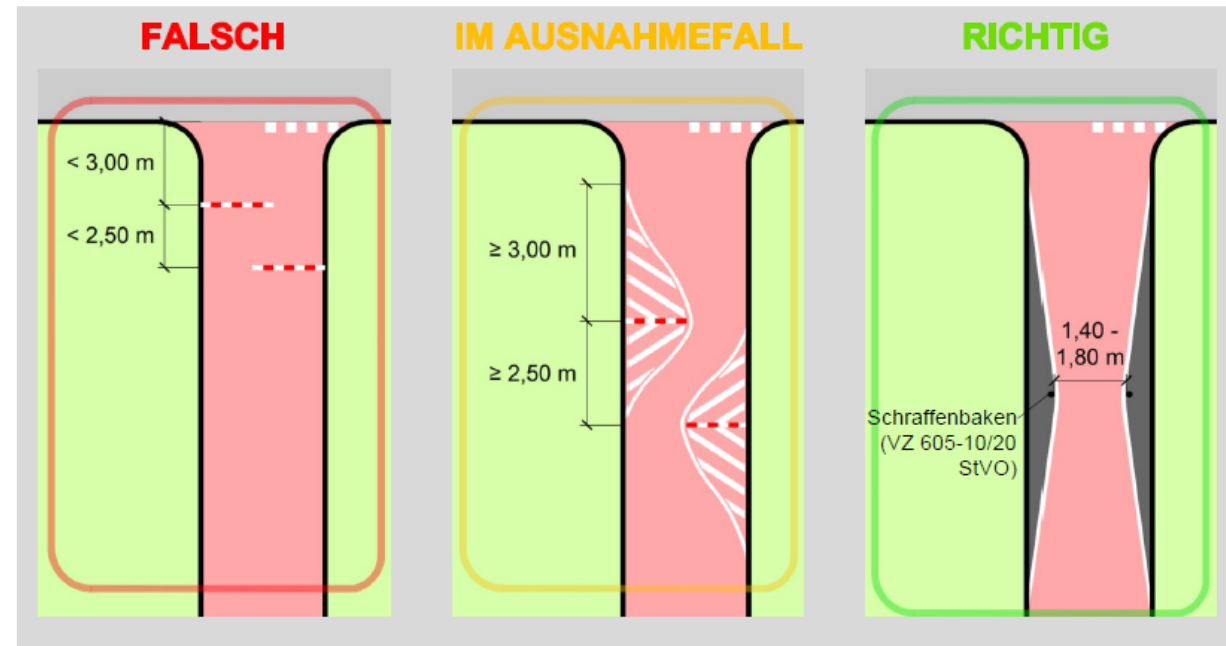 FALSCH
< 3,00 m
< 2,50 m
IM AUSNAHMEFALL
≥ 3,00 m
≥ 2,50 m
RICHTIG
1,40 -
1,80 m
Schraffenbaken
(VZ 605-10/20
StVO)